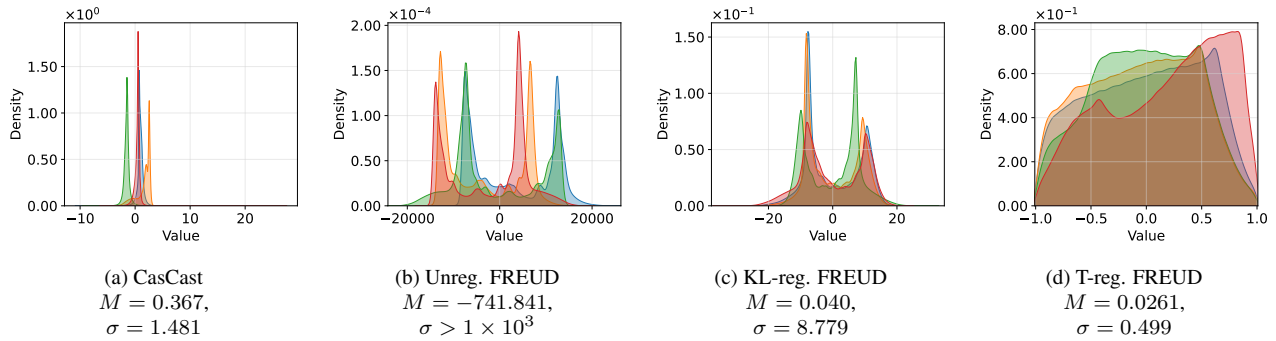 ×10⁰
1.50
1.00
0.50
0.00
−10 0 10 20
Density
Value
(a) CasCast
M = 0.367,
σ = 1.481
×10⁻⁴
2.00
1.50
1.00
0.50
0.00
−20000 0 20000
Density
Value
(b) Unreg. FREUD
M = −741.841,
σ > 1 × 10³
×10⁻¹
1.50
1.00
0.50
0.00
−20 0 20
Density
Value
(c) KL-reg. FREUD
M = 0.040,
σ = 8.779
×10⁻¹
8.00
6.00
4.00
2.00
0.00
−1.0 −0.5 0.0 0.5 1.0
Density
Value
(d) T-reg. FREUD
M = 0.0261,
σ = 0.499